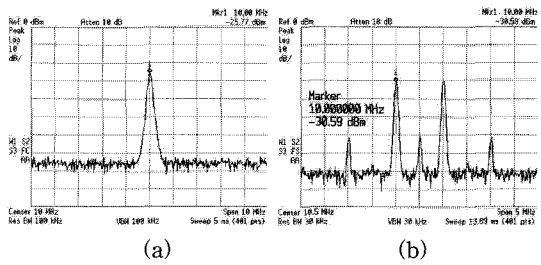 Mkr1 10.00 MHz
Ref 0 dBm Atten 10 dB -25.77 dBm
Peak
Log
10
dB/
W1 S2
S3 FC
AA
Center 10 MHz Span 10 MHz
Res BW 100 kHz VBW 100 kHz Sweep 5 ms (401 pts)
(a)
Mkr1 10.00 MHz
Ref 0 dBm Atten 10 dB -30.59 dBm
Peak
Log
10
dB/
Marker
10.000000 MHz
-30.59 dBm
W1 S2
S3 FC
AA
Center 10.5 MHz Span 5 MHz
Res BW 30 kHz VBW 30 kHz Sweep 13.89 ms (401 pts)
(b)